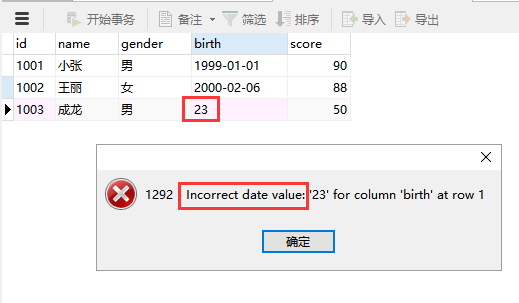 开始事务 备注 筛选 排序 导入 导出
id name gender birth score
1001 小张 男 1999-01-01 90
1002 王丽 女 2000-02-06 88
1003 成龙 男 23 50
1292 Incorrect date value: '23' for column 'birth' at row 1
确定